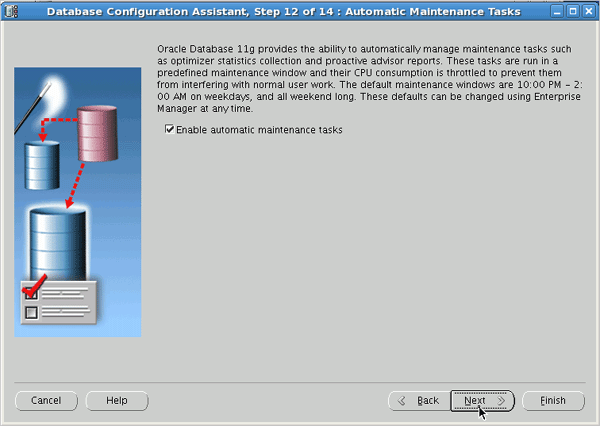 Database Configuration Assistant, Step 12 of 14 : Automatic Maintenance Tasks
Oracle Database 11g provides the ability to automatically manage maintenance tasks such
as optimizer statistics collection and proactive advisor reports. These tasks are run in a
predefined maintenance window and their CPU consumption is throttled to prevent them
from interfering with normal user work. The default maintenance windows are 10:00 PM - 2:
00 AM on weekdays, and all weekend long. These defaults can be changed using Enterprise
Manager at any time.
Enable automatic maintenance tasks
Cancel Help Back Next Finish